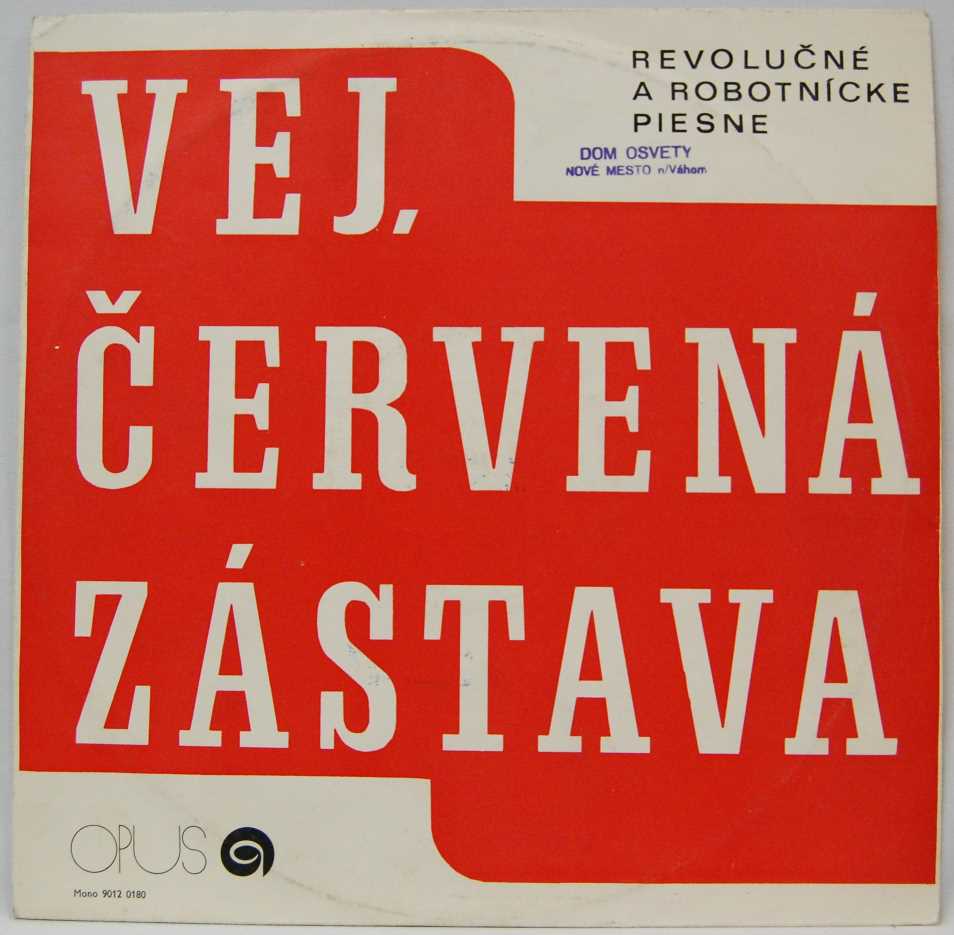 REVOLUČNÉ
A ROBOTNÍCKE
PIESNE
DOM OSVETY
NOVÉ MESTO n/Váhom
VEJ,
ČERVENÁ
ZÁSTAVA
OPUS
Mono 9012 0180